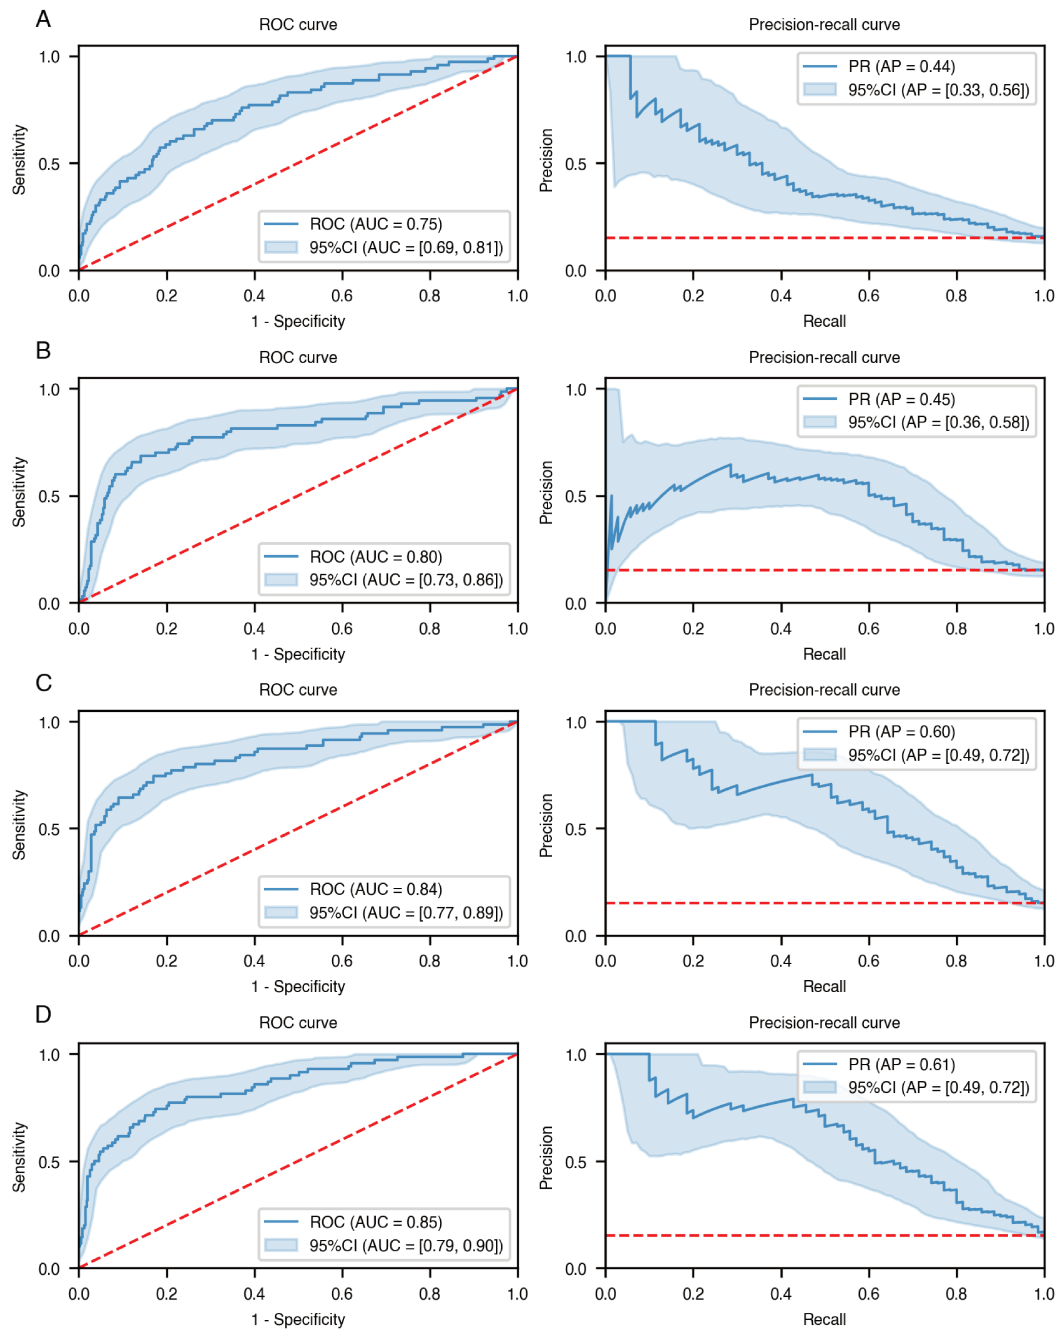 A
ROC curve
Precision-recall curve
1.0
0.5
0.0
Sensitivity
ROC (AUC = 0.75)
95%CI (AUC = [0.69, 0.81])
0.0 0.2 0.4 0.6 0.8 1.0
1 - Specificity
1.0
0.5
0.0
Precision
PR (AP = 0.44)
95%CI (AP = [0.33, 0.56])
0.0 0.2 0.4 0.6 0.8 1.0
Recall
B
ROC curve
Precision-recall curve
1.0
0.5
0.0
Sensitivity
ROC (AUC = 0.80)
95%CI (AUC = [0.73, 0.86])
0.0 0.2 0.4 0.6 0.8 1.0
1 - Specificity
1.0
0.5
0.0
Precision
PR (AP = 0.45)
95%CI (AP = [0.36, 0.58])
0.0 0.2 0.4 0.6 0.8 1.0
Recall
C
ROC curve
Precision-recall curve
1.0
0.5
0.0
Sensitivity
ROC (AUC = 0.84)
95%CI (AUC = [0.77, 0.89])
0.0 0.2 0.4 0.6 0.8 1.0
1 - Specificity
1.0
0.5
0.0
Precision
PR (AP = 0.60)
95%CI (AP = [0.49, 0.72])
0.0 0.2 0.4 0.6 0.8 1.0
Recall
D
ROC curve
Precision-recall curve
1.0
0.5
0.0
Sensitivity
ROC (AUC = 0.85)
95%CI (AUC = [0.79, 0.90])
0.0 0.2 0.4 0.6 0.8 1.0
1 - Specificity
1.0
0.5
0.0
Precision
PR (AP = 0.61)
95%CI (AP = [0.49, 0.72])
0.0 0.2 0.4 0.6 0.8 1.0
Recall